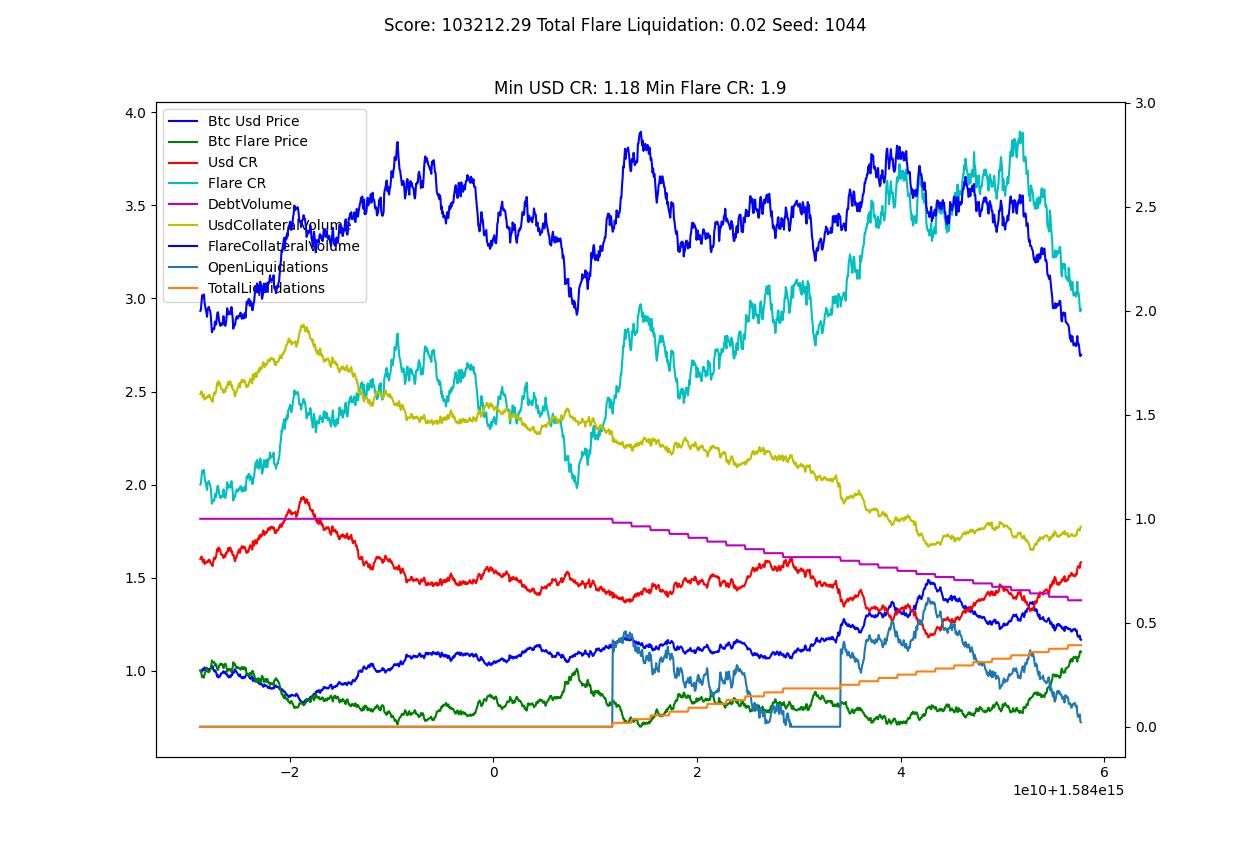 Score: 103212.29 Total Flare Liquidation: 0.02 Seed: 1044
Min USD CR: 1.18 Min Flare CR: 1.9
Btc Usd Price
Btc Flare Price
Usd CR
Flare CR
DebtVolume
UsdCollateralVolume
FlareCollateralVolume
OpenLiquidations
TotalLiquidations
4.0
3.5
3.0
2.5
2.0
1.5
1.0
3.0
2.5
2.0
1.5
1.0
0.5
0.0
−2 0 2 4 6
1e10+1.584e15